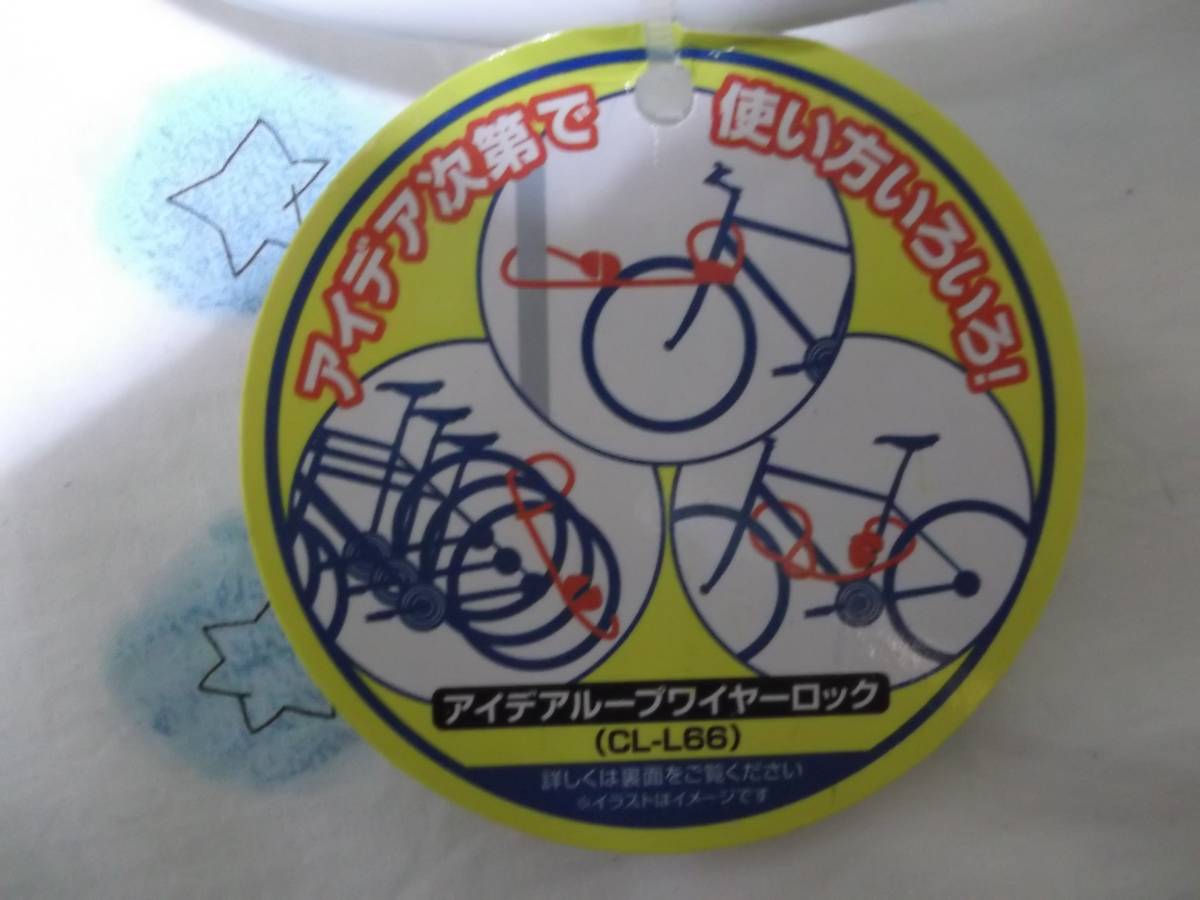 アイデア次第で
使い方いろいろ!
アイデアループワイヤーロック
(CL-L66)
詳しくは裏面をご覧ください
※イラストはイメージです